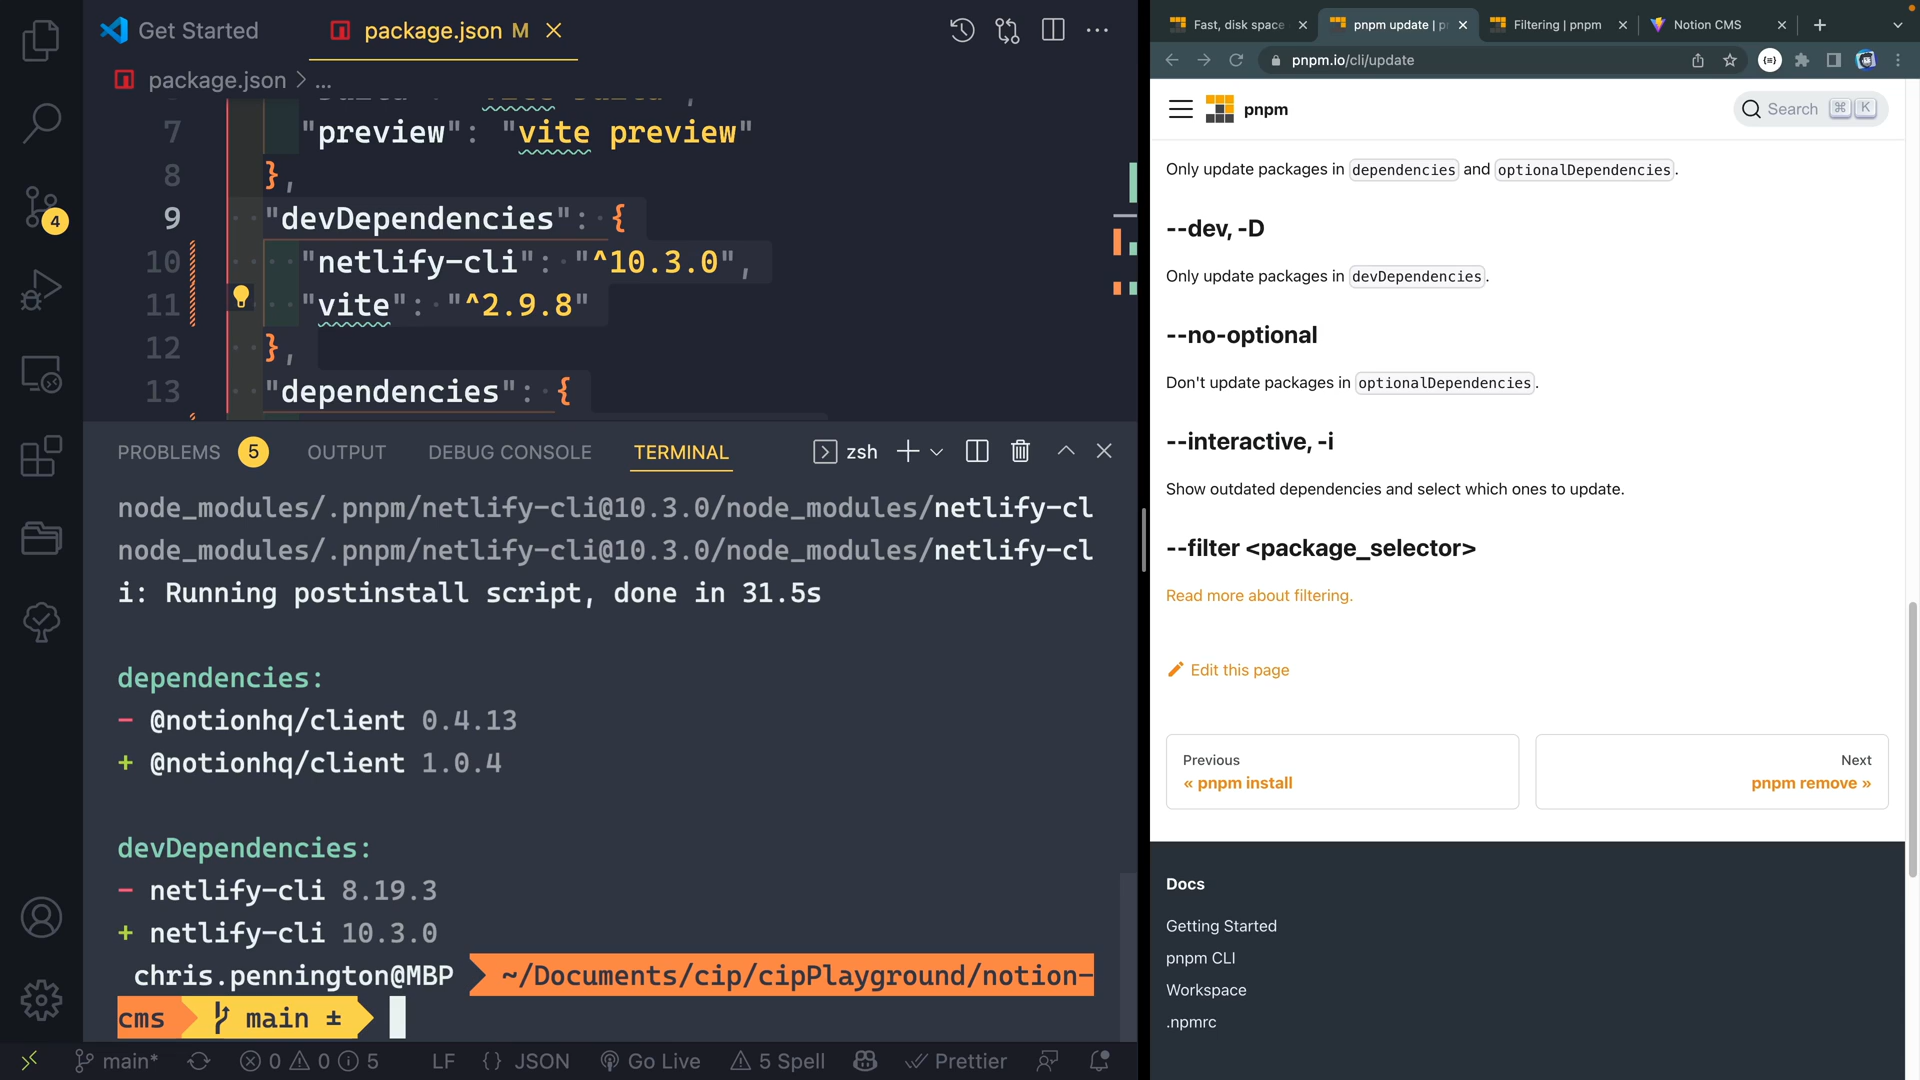 Get Started
package.json M
package.json > ...
7 "preview": "vite preview"
8 },
9 "devDependencies": {
10 "netlify-cli": "^10.3.0",
11 "vite": "^2.9.8"
12 },
13 "dependencies": {
4
PROBLEMS 5 OUTPUT DEBUG CONSOLE TERMINAL zsh
node_modules/.pnpm/netlify-cli@10.3.0/node_modules/netlify-cl
node_modules/.pnpm/netlify-cli@10.3.0/node_modules/netlify-cl
i: Running postinstall script, done in 31.5s
dependencies:
- @notionhq/client 0.4.13
+ @notionhq/client 1.0.4
devDependencies:
- netlify-cli 8.19.3
+ netlify-cli 10.3.0
chris.pennington@MBP ~/Documents/cip/cipPlayground/notion-
cms main ±
main* 0 0 5 LF {} JSON Go Live 5 Spell Prettier
Fast, disk space pnpm update | p Filtering | pnpm Notion CMS
pnpm.io/cli/update
pnpm
Search ⌘ K
Only update packages in dependencies and optionalDependencies.
--dev, -D
Only update packages in devDependencies.
--no-optional
Don't update packages in optionalDependencies.
--interactive, -i
Show outdated dependencies and select which ones to update.
--filter <package_selector>
Read more about filtering.
Edit this page
Previous
« pnpm install
Next
pnpm remove »
Docs
Getting Started
pnpm CLI
Workspace
.npmrc